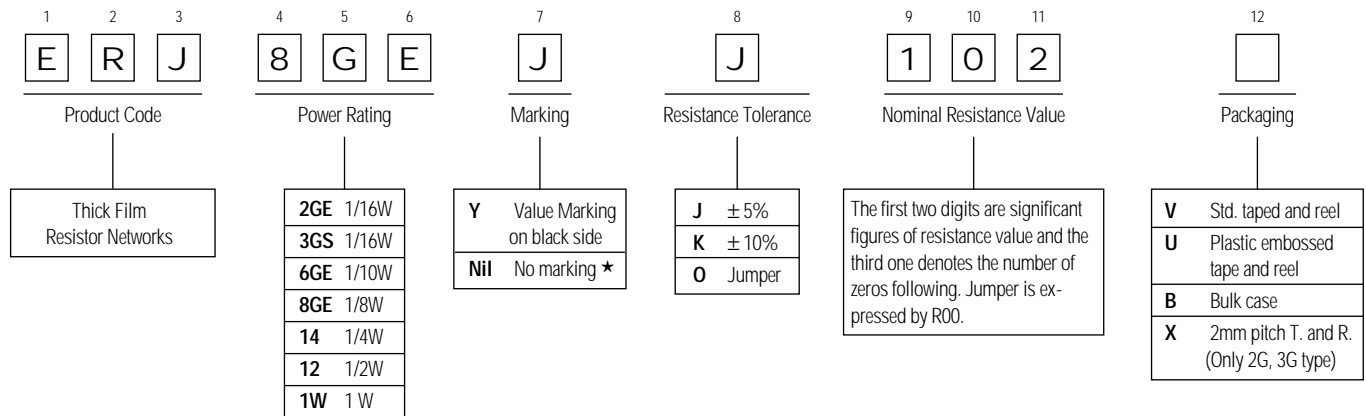 1 2 3 4 5 6 7 8 9 10 11 12
E R J 8 G E J J 1 0 2
Product Code
Power Rating
Marking
Resistance Tolerance
Nominal Resistance Value
Packaging
Thick Film
Resistor Networks
2GE 1/16W
3GS 1/16W
6GE 1/10W
8GE 1/8W
14 1/4W
12 1/2W
1W 1 W
Y Value Marking
on black side
Nil No marking ★
J ± 5%
K ± 10%
O Jumper
The first two digits are significant
figures of resistance value and the
third one denotes the number of
zeros following. Jumper is ex-
pressed by R00.
V Std. taped and reel
U Plastic embossed
tape and reel
B Bulk case
X 2mm pitch T. and R.
(Only 2G, 3G type)